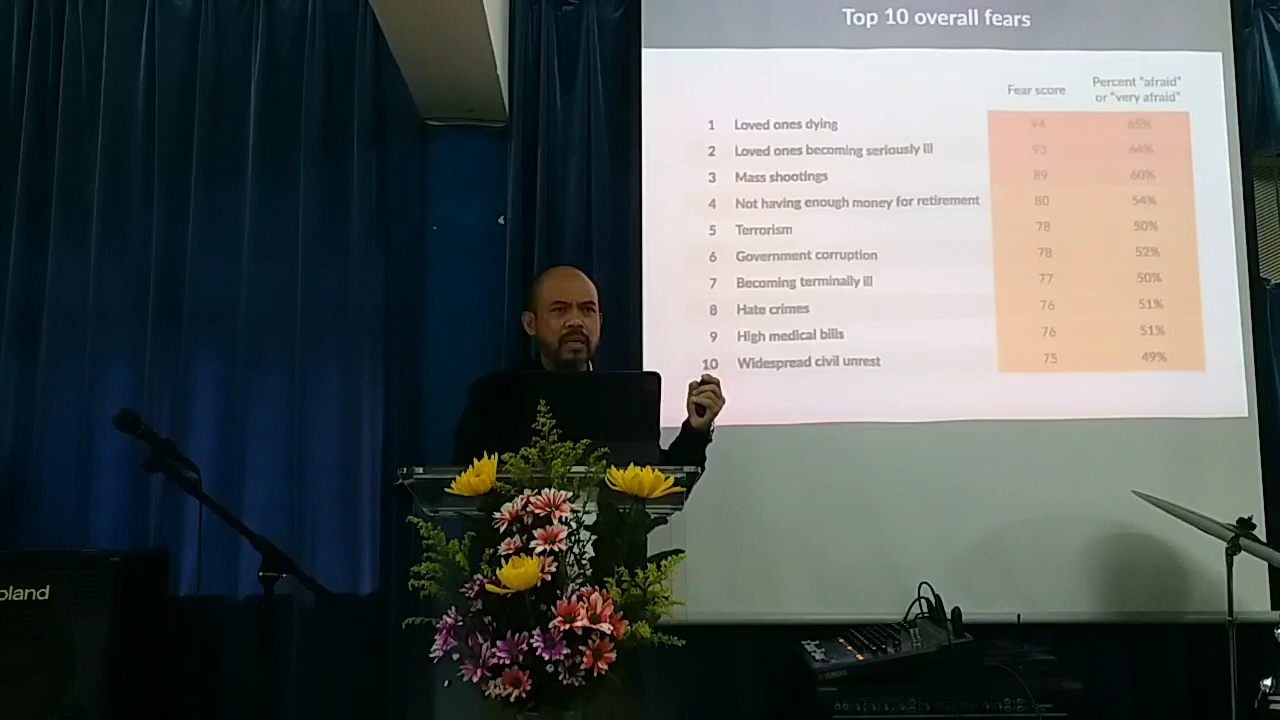 Top 10 overall fears
Fear score Percent "afraid"
or "very afraid"
1 Loved ones dying 94 65%
2 Loved ones becoming seriously ill 93 64%
3 Mass shootings 89 60%
4 Not having enough money for retirement 80 54%
5 Terrorism 78 50%
6 Government corruption 78 52%
7 Becoming terminally ill 77 50%
8 Hate crimes 76 51%
9 High medical bills 76 51%
10 Widespread civil unrest 75 49%
oland
YAMAHA